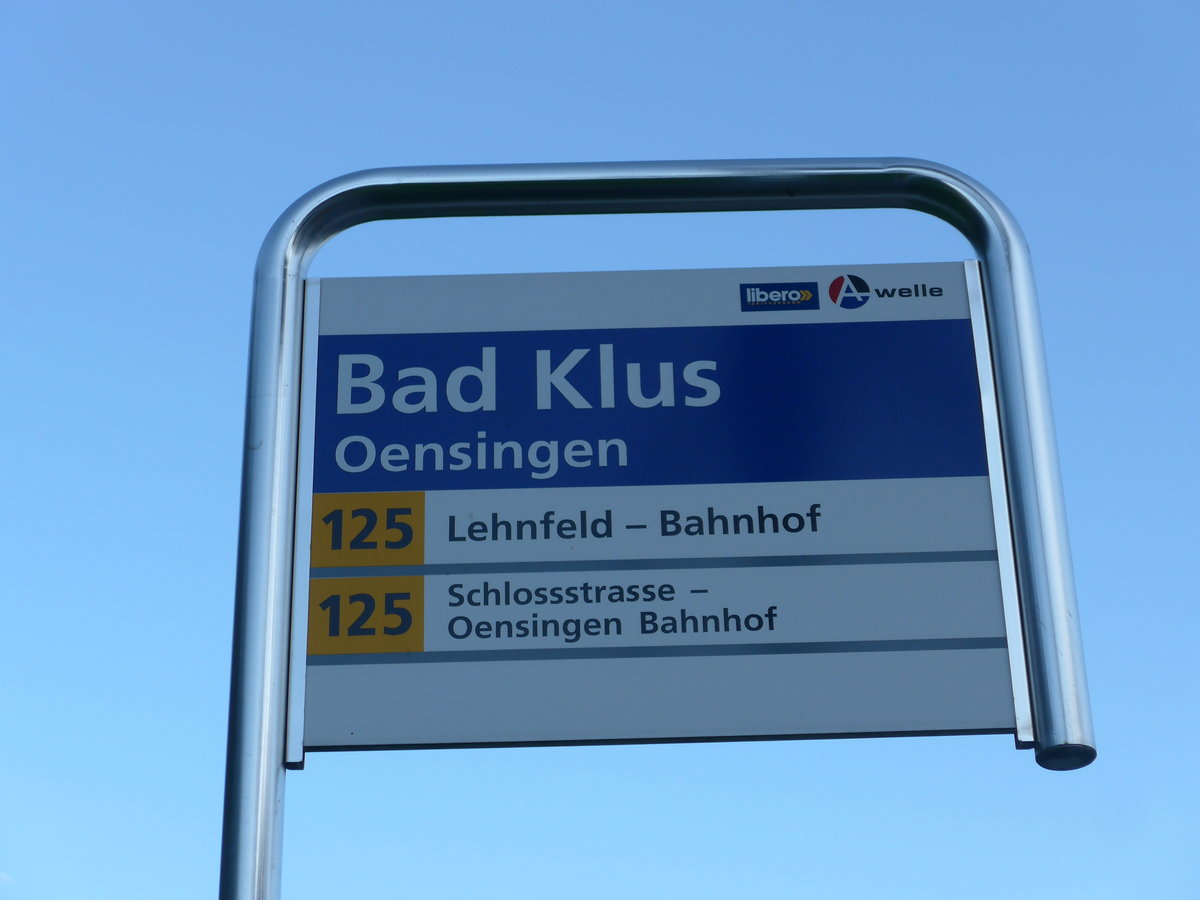 libero A welle
Bad Klus
Oensingen
125 Lehnfeld – Bahnhof
125 Schlossstrasse –
Oensingen Bahnhof